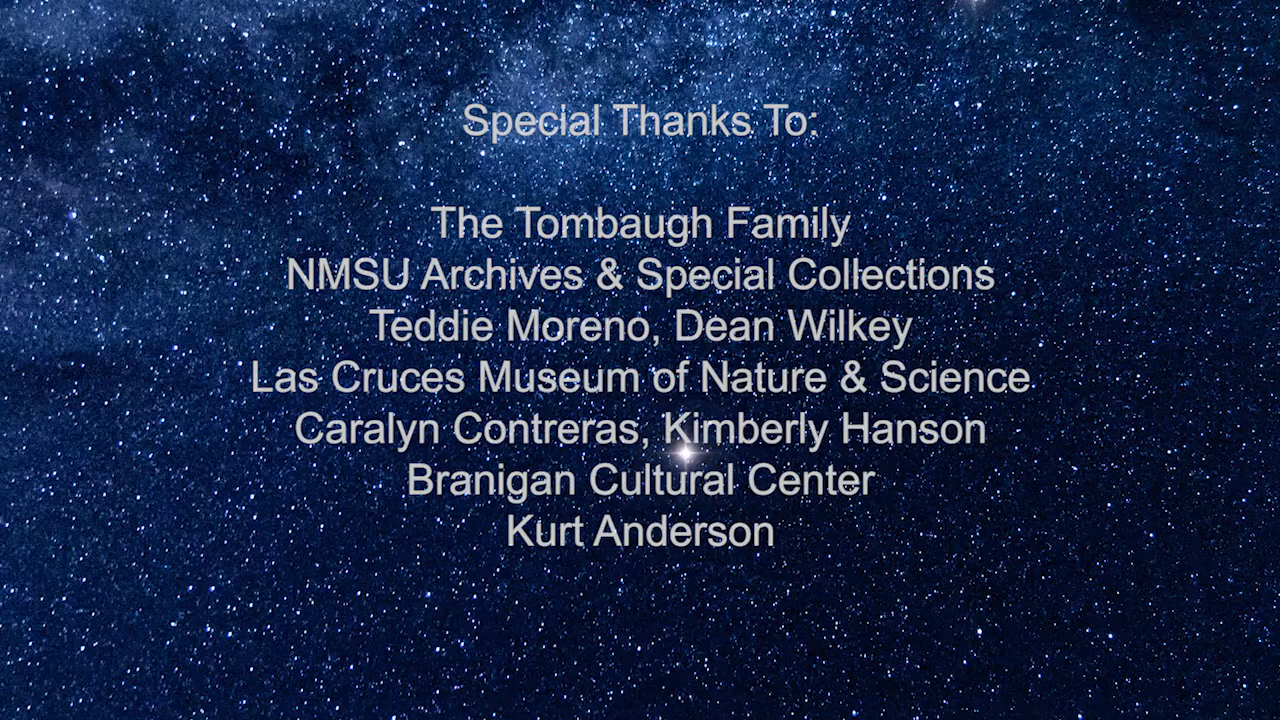 Special Thanks To:
The Tombaugh Family
NMSU Archives & Special Collections
Teddie Moreno, Dean Wilkey
Las Cruces Museum of Nature & Science
Caralyn Contreras, Kimberly Hanson
Branigan Cultural Center
Kurt Anderson